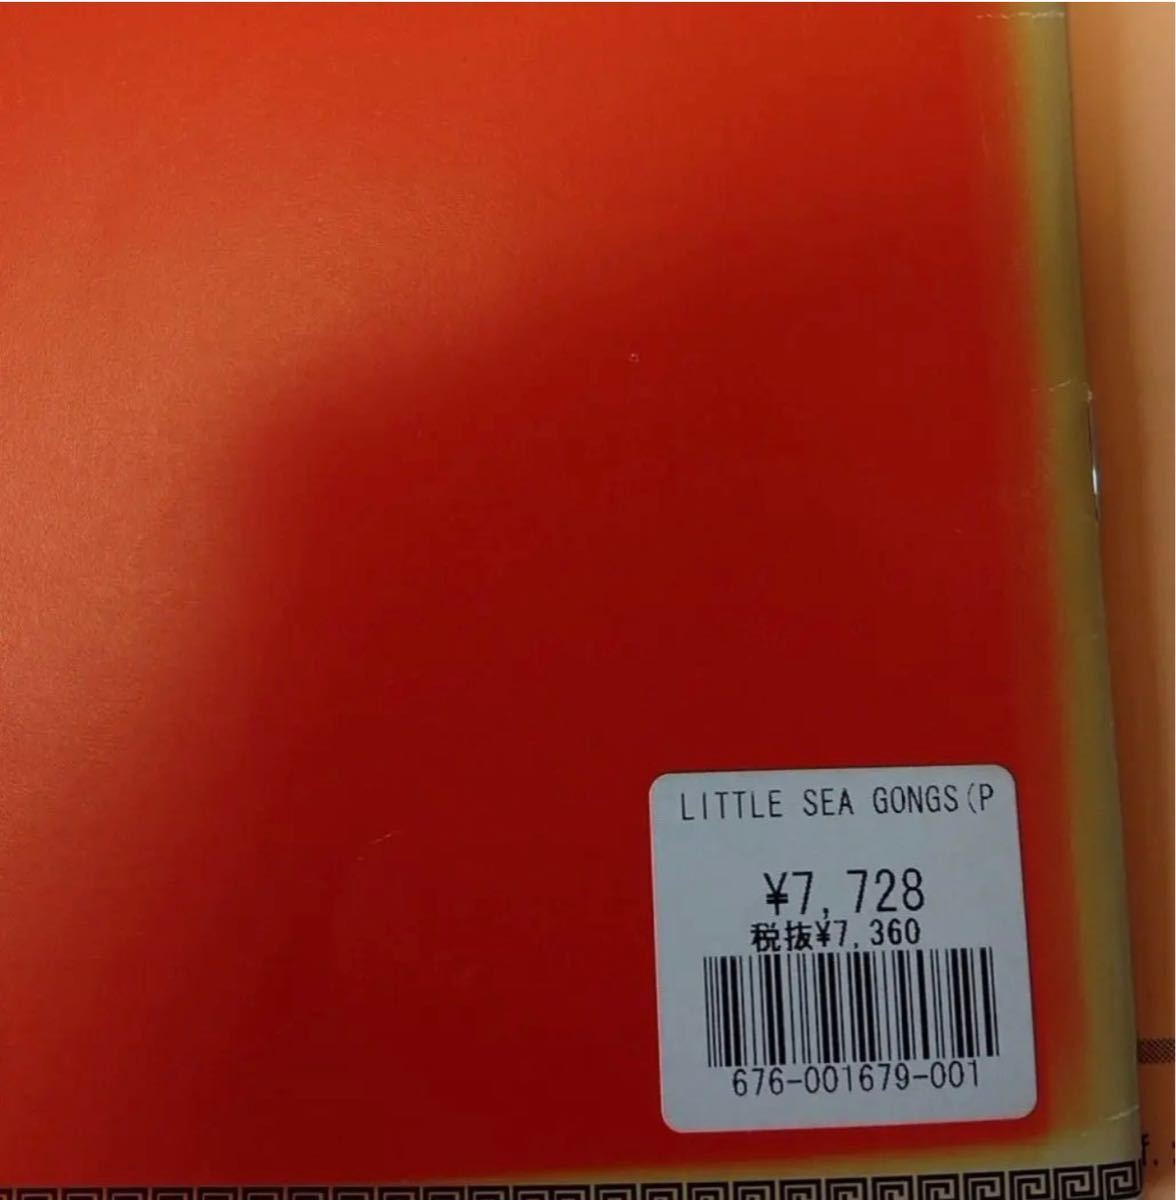 LITTLE SEA GONGS(P
¥7,728
税抜¥7,360
676-001679-001